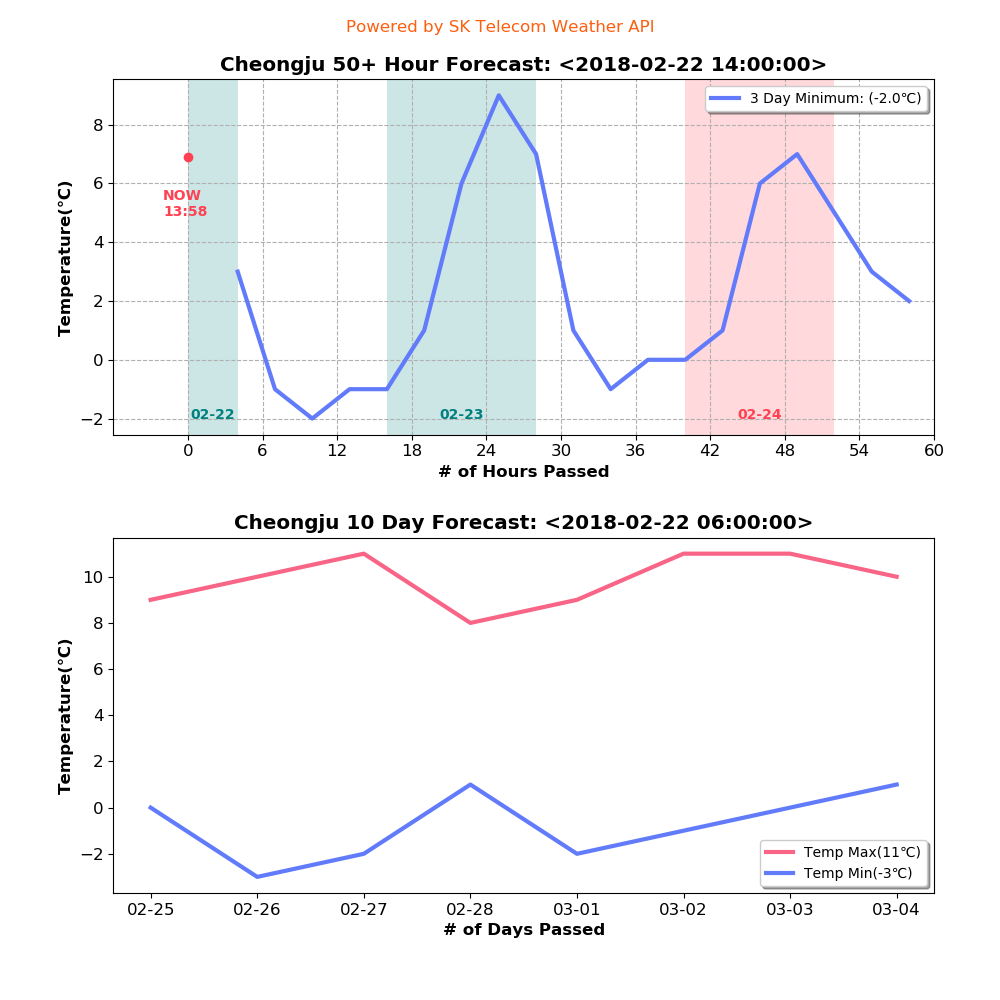 Powered by SK Telecom Weather API
Cheongju 50+ Hour Forecast: <2018-02-22 14:00:00>
3 Day Minimum: (-2.0℃)
8
6
4
2
0
−2
Temperature(℃)
NOW
13:58
02-22
02-23
02-24
0 6 12 18 24 30 36 42 48 54 60
# of Hours Passed
Cheongju 10 Day Forecast: <2018-02-22 06:00:00>
10
8
6
4
2
0
−2
Temperature(℃)
Temp Max(11℃)
Temp Min(-3℃)
02-25 02-26 02-27 02-28 03-01 03-02 03-03 03-04
# of Days Passed